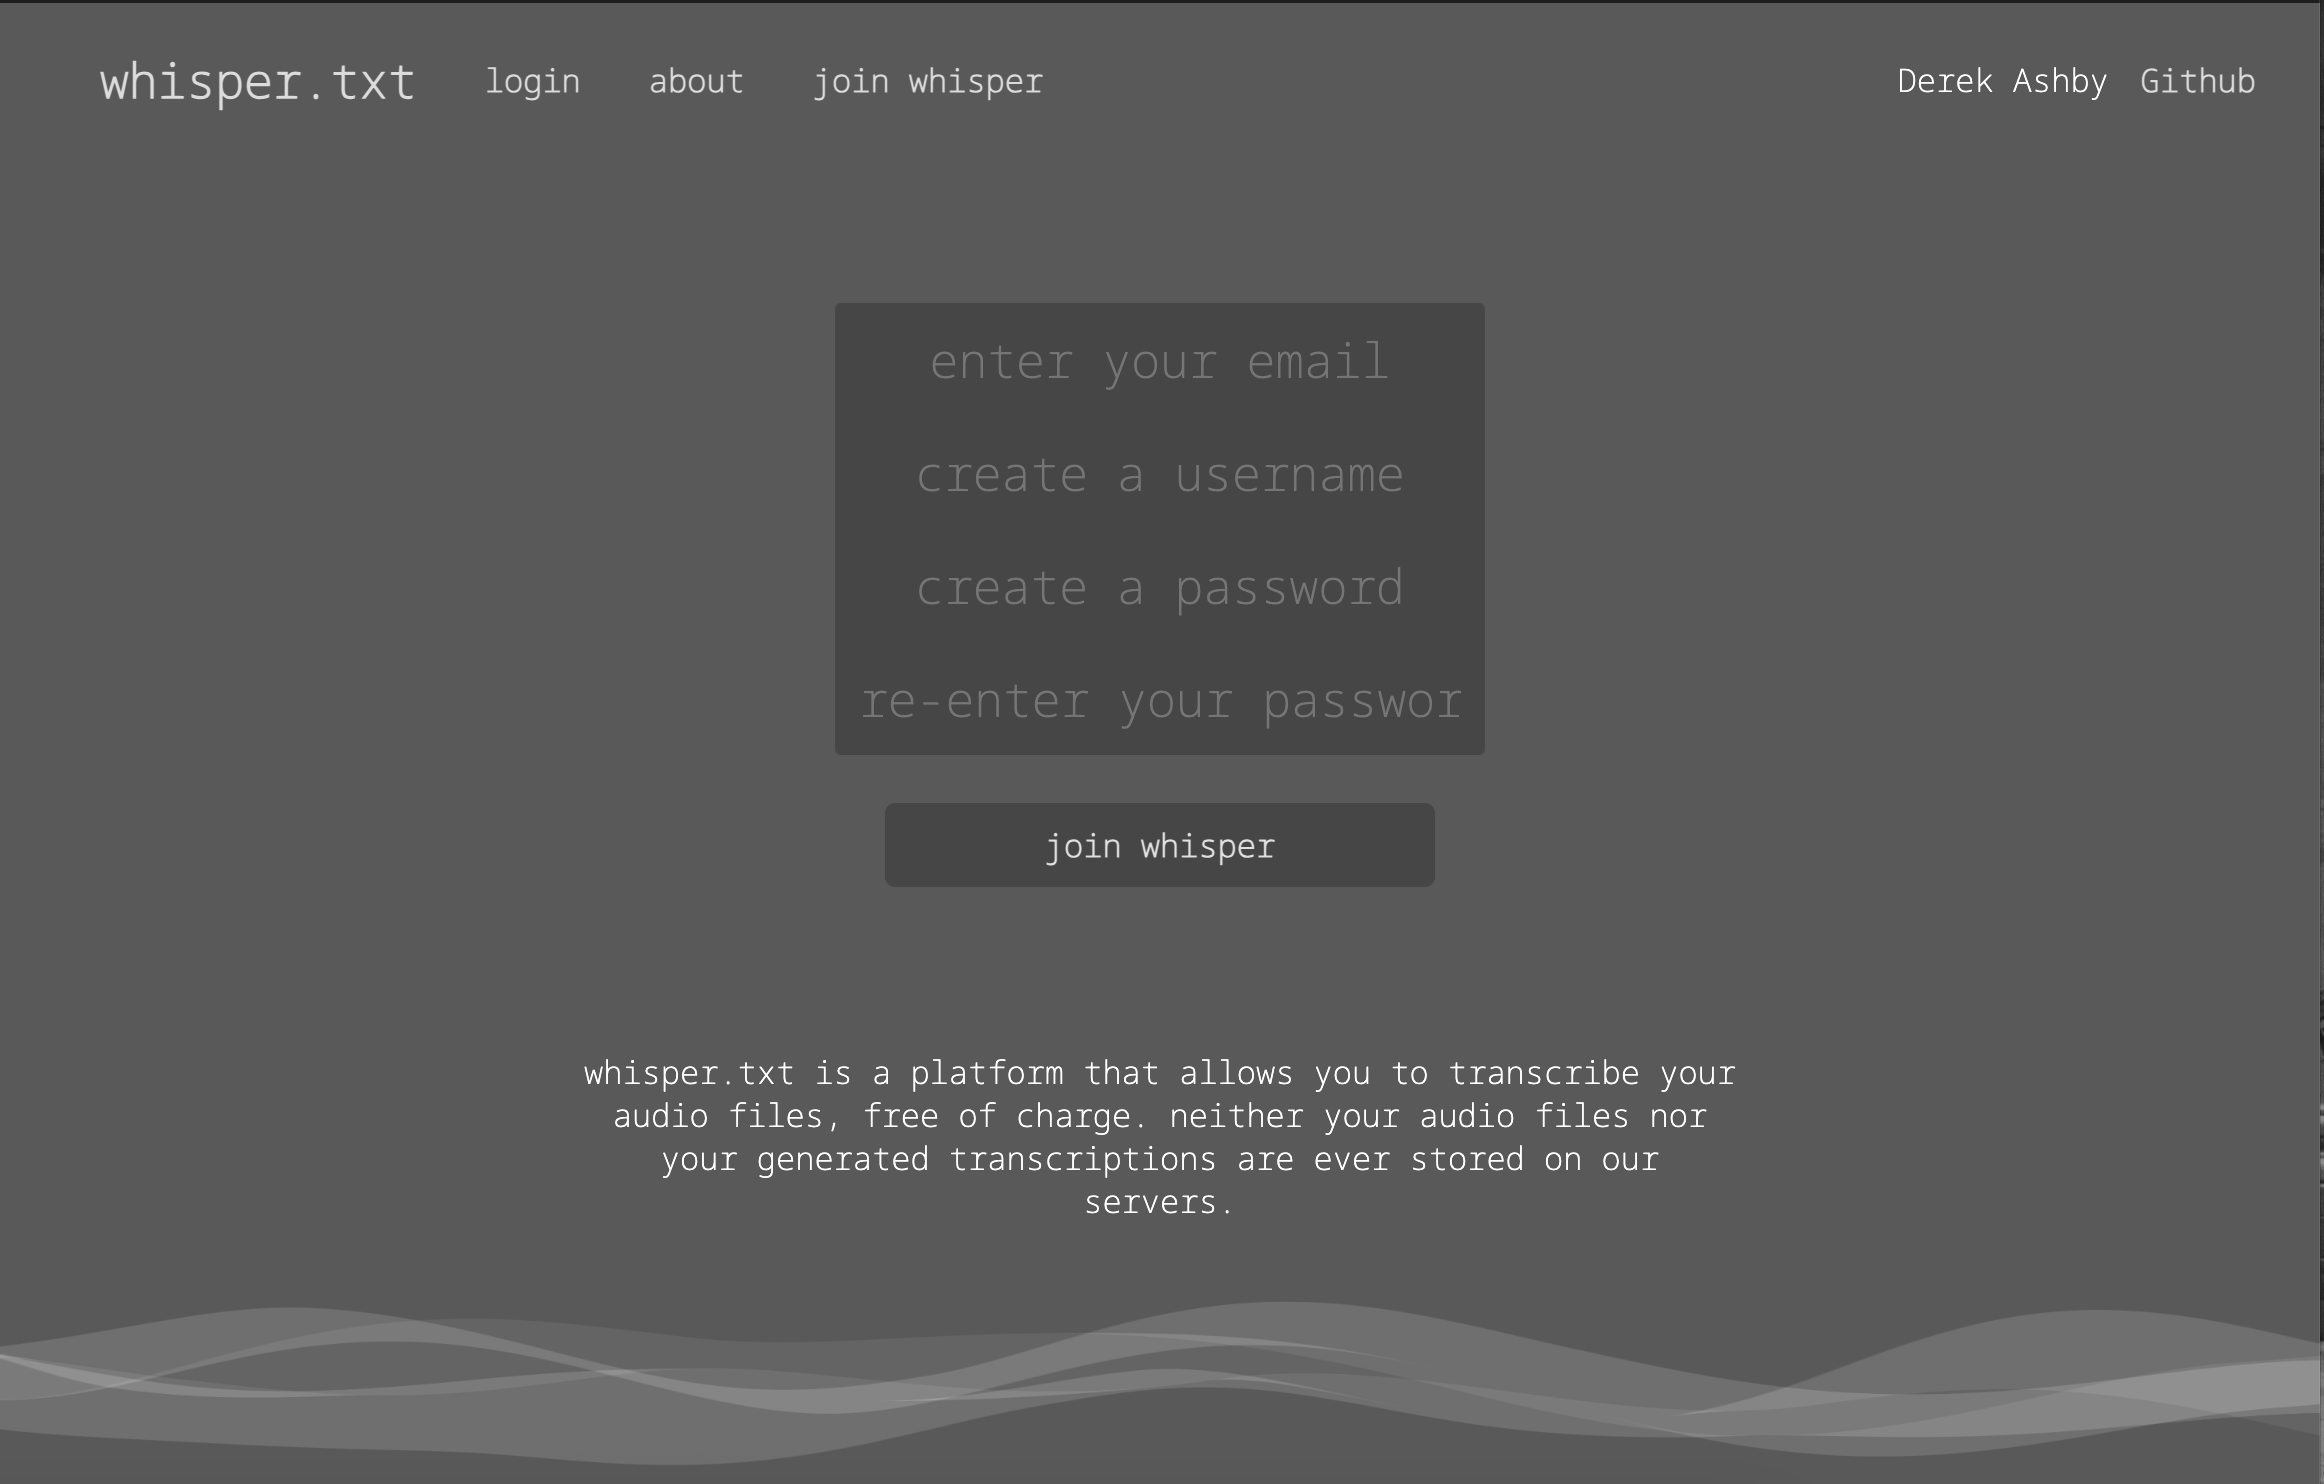 whisper.txt login about join whisper Derek Ashby Github
enter your email
create a username
create a password
re-enter your passwor
join whisper
whisper.txt is a platform that allows you to transcribe your
audio files, free of charge. neither your audio files nor
your generated transcriptions are ever stored on our
servers.